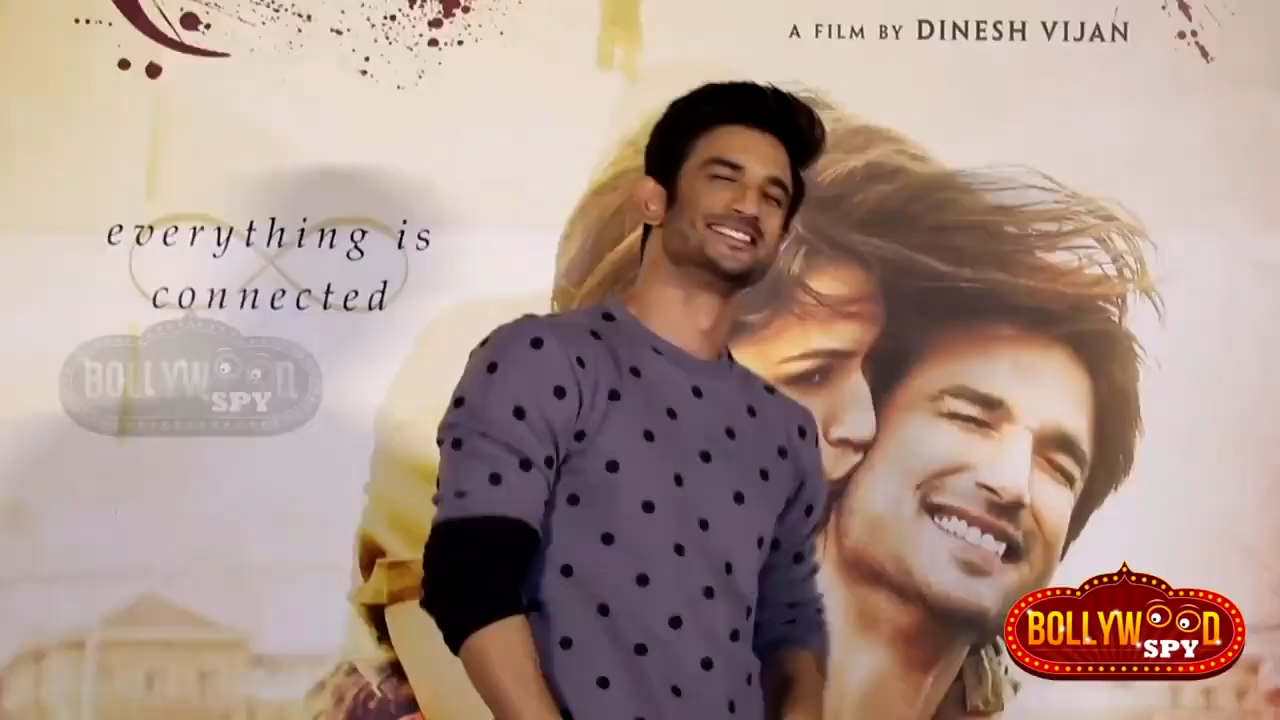 A FILM BY DINESH VIJAN
everything is
connected
BOLLYWOOD
SPY
BOLLYWOOD
SPY